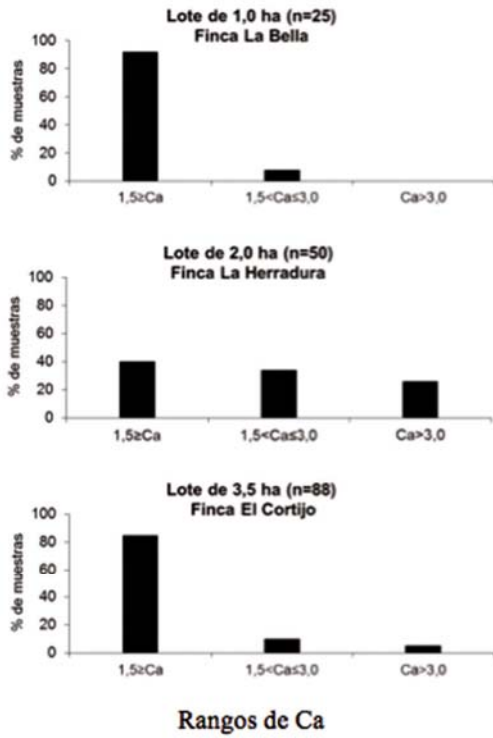 Lote de 1,0 ha (n=25)
Finca La Bella
% de muestras
100
80
60
40
20
0
1,5≥Ca 1,5<Ca≤3,0 Ca>3,0
Lote de 2,0 ha (n=50)
Finca La Herradura
% de muestras
100
80
60
40
20
0
1,5≥Ca 1,5<Ca≤3,0 Ca>3,0
Lote de 3,5 ha (n=88)
Finca El Cortijo
% de muestras
100
80
60
40
20
0
1,5≥Ca 1,5<Ca≤3,0 Ca>3,0
Rangos de Ca